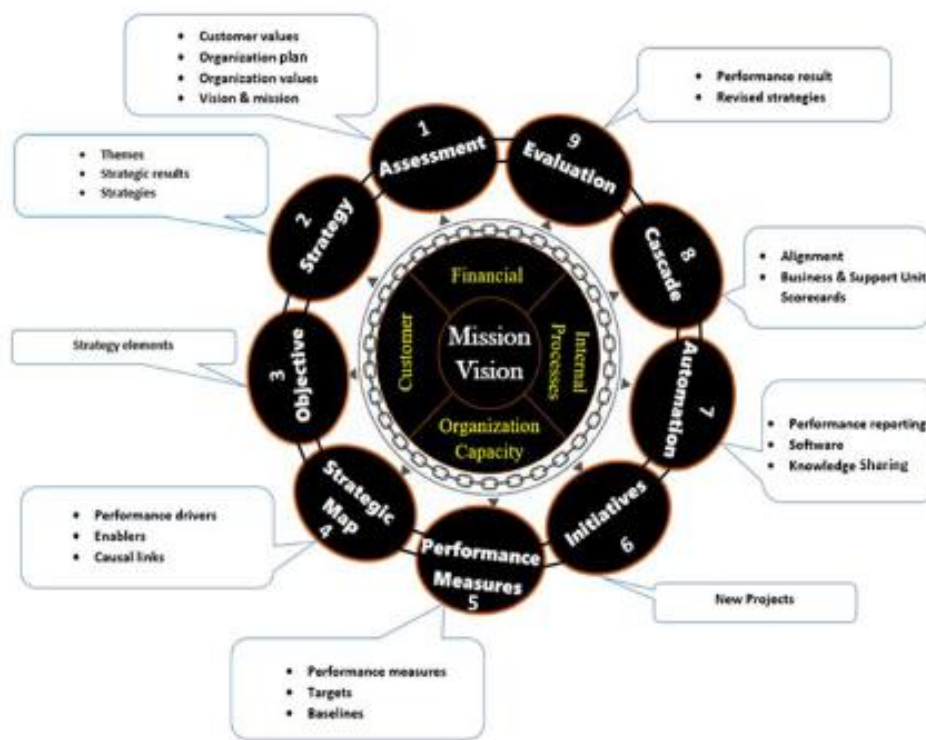 Customer values
Organization plan
Organization values
Vision & mission
1
Assessment
Themes
Strategic results
Strategies
2
Strategy
Strategy elements
3
Objective
Performance drivers
Enablers
Causal links
Strategic
Map
4
Performance
Measures
5
Performance measures
Targets
Baselines
Initiatives
6
New Projects
Automation
7
Performance reporting
Software
Knowledge Sharing
8
Cascade
Alignment
Business & Support Unit
Scorecards
9
Evaluation
Performance result
Revised strategies
Financial
Customer
Mission
Vision
Internal
Processes
Organization
Capacity